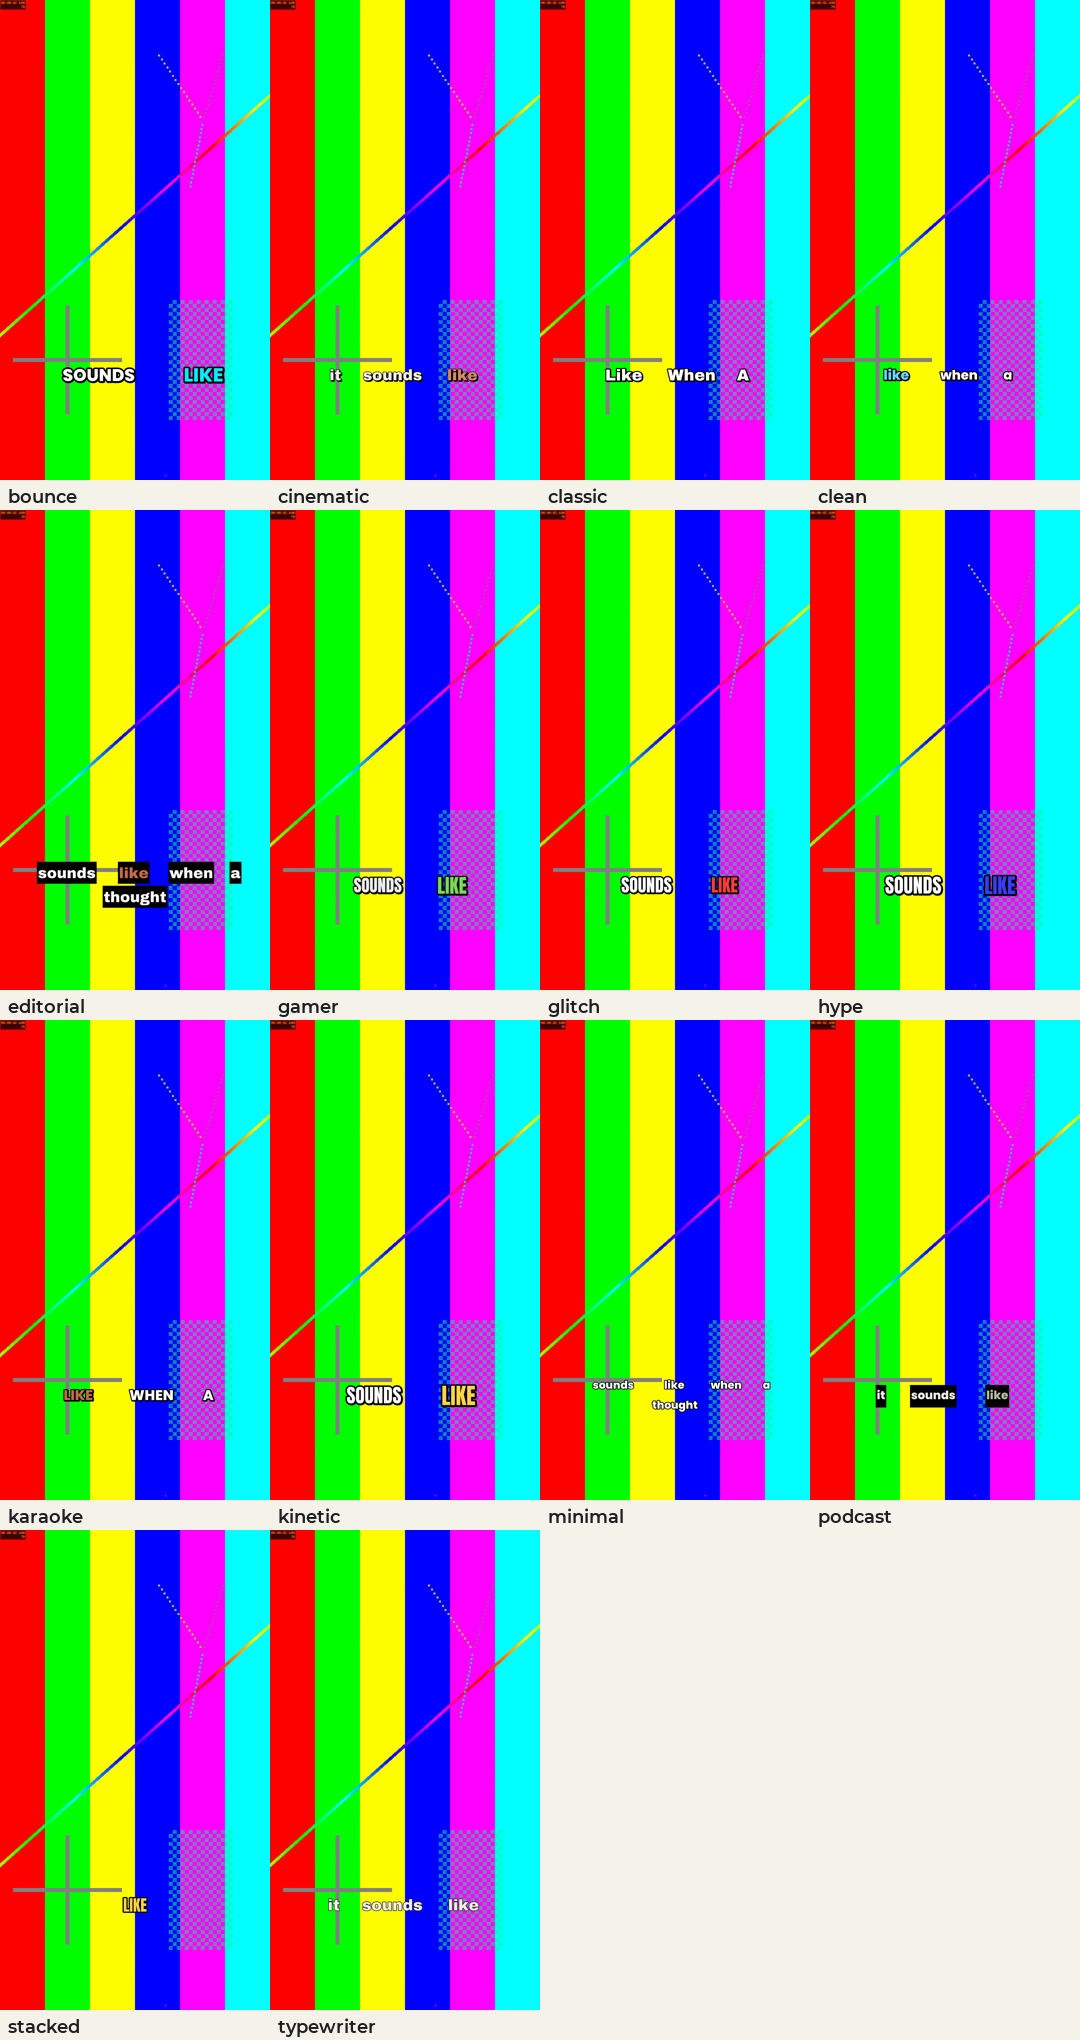 SOUNDS LIKE
it sounds like
Like When A
like when a
bounce
cinematic
classic
clean
sounds like when a
thought
SOUNDS LIKE
SOUNDS LIKE
SOUNDS LIKE
editorial
gamer
glitch
hype
LIKE WHEN A
SOUNDS LIKE
sounds like when a
thought
it sounds like
karaoke
kinetic
minimal
podcast
LIKE
it sounds like
stacked
typewriter